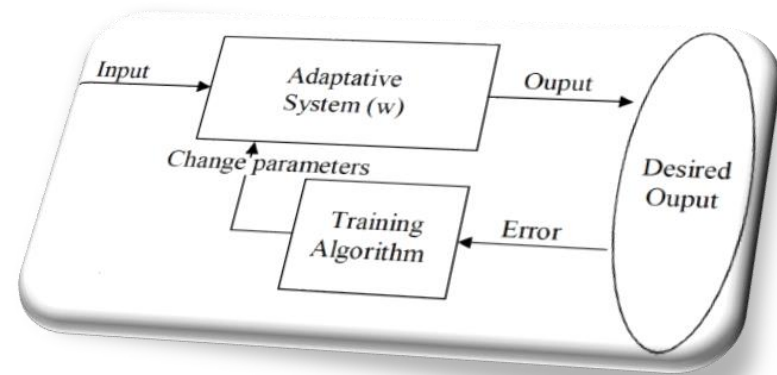 Input
Adaptative
System (w)
Ouput
Change parameters
Desired
Ouput
Training
Algorithm
Error